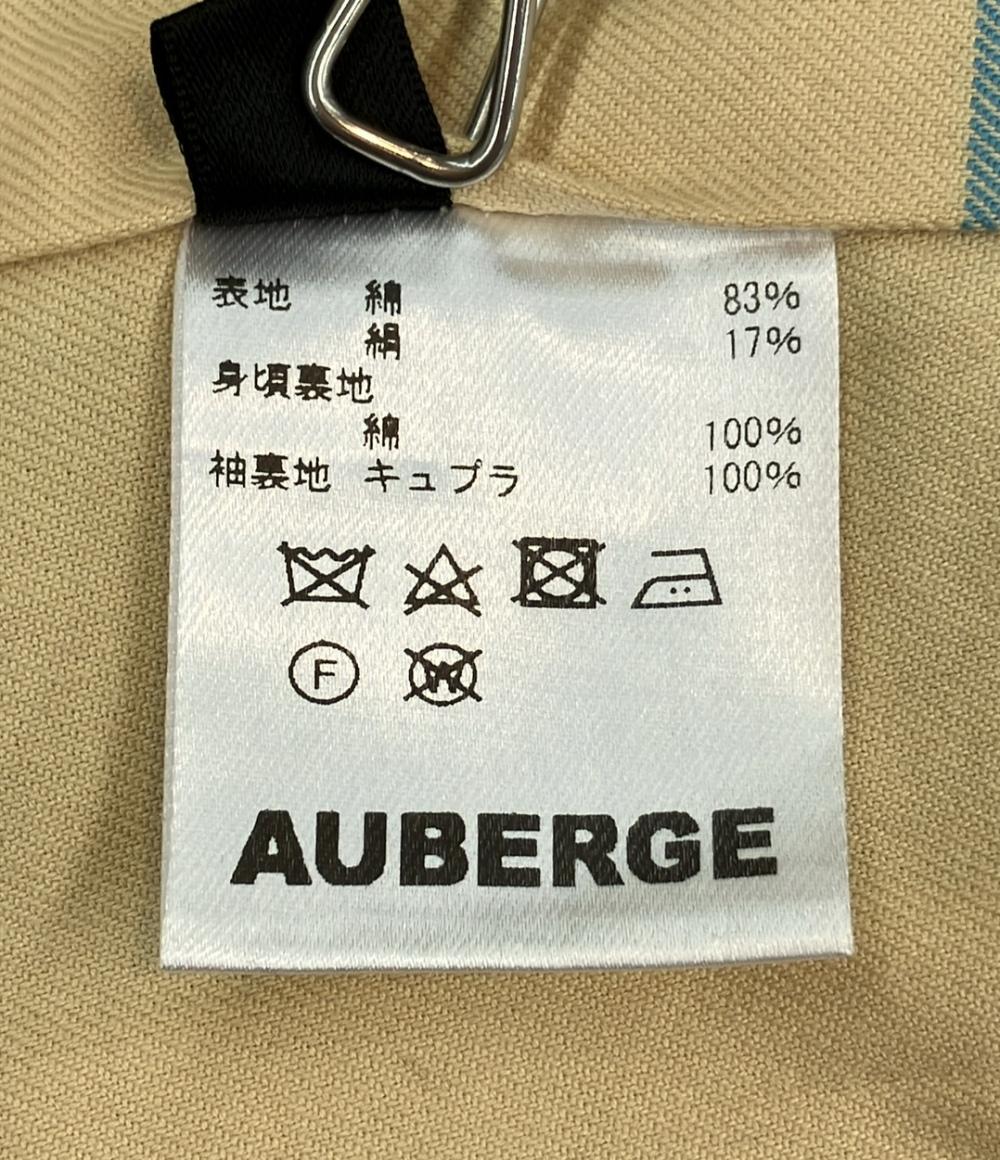 表地 綿 83%
絹 17%
身頃裏地
綿 100%
袖裏地 キュプラ 100%
F W
AUBERGE